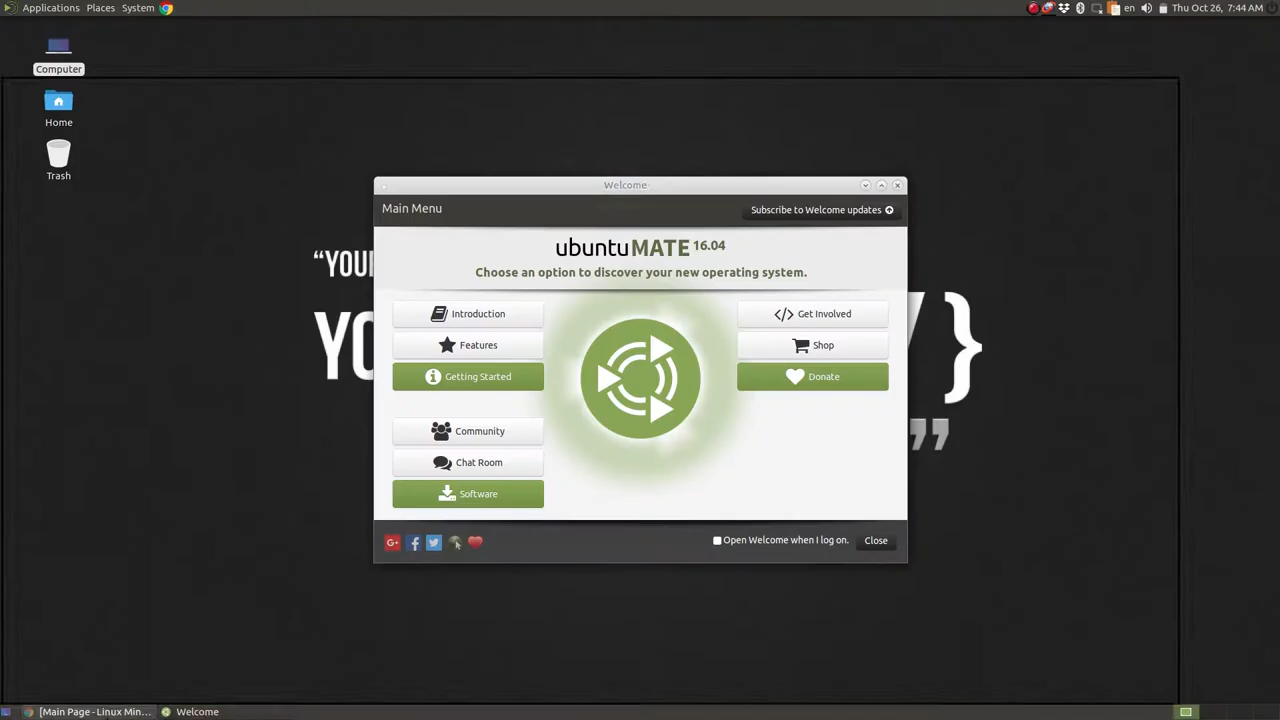 Applications Places System
en Thu Oct 26, 7:44 AM
Computer
Home
Trash
Welcome
Main Menu
Subscribe to Welcome updates
ubuntuMATE 16.04
Choose an option to discover your new operating system.
Introduction
Features
Getting Started
Community
Chat Room
Software
Get Involved
Shop
Donate
Open Welcome when I log on.
Close
“YOU
YO
}
”
[Main Page - Linux Min...
Welcome